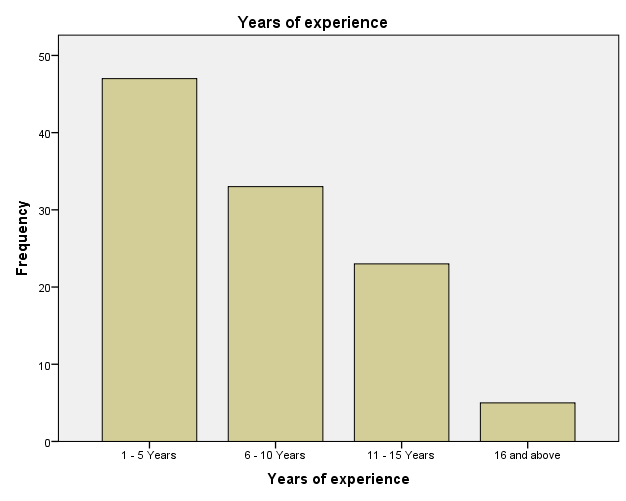 Years of experience
50
40
30
20
10
0
Frequency
1 - 5 Years
6 - 10 Years
11 - 15 Years
16 and above
Years of experience